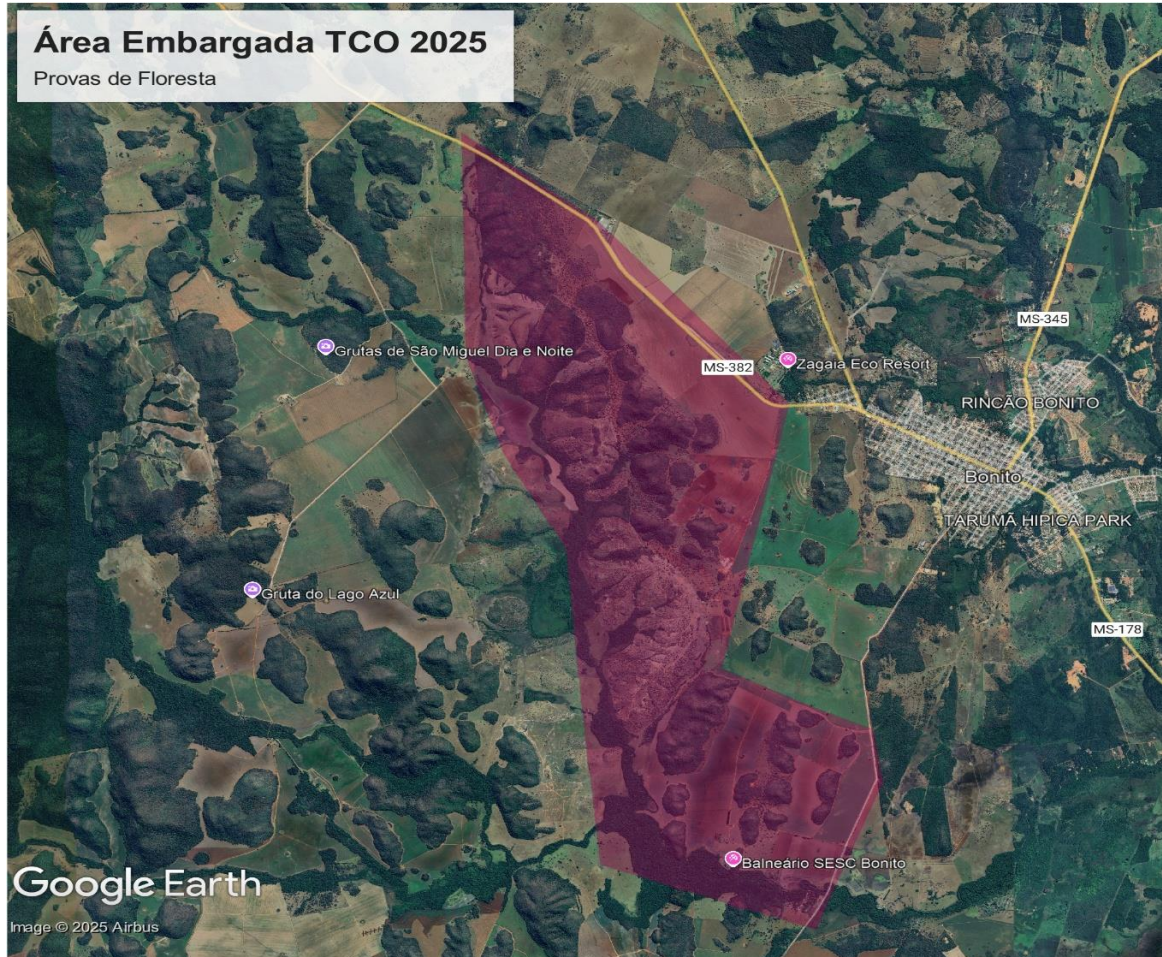 Área Embargada TCO 2025
Provas de Floresta
MS-345
Grutas de São Miguel Dia e Noite
MS-382
Zagaia Eco Resort
RINCÃO BONITO
Bonito
TARUMÃ HIPICA PARK
Gruta do Lago Azul
MS-178
Balneário SESC Bonito
Google Earth
Image © 2025 Airbus